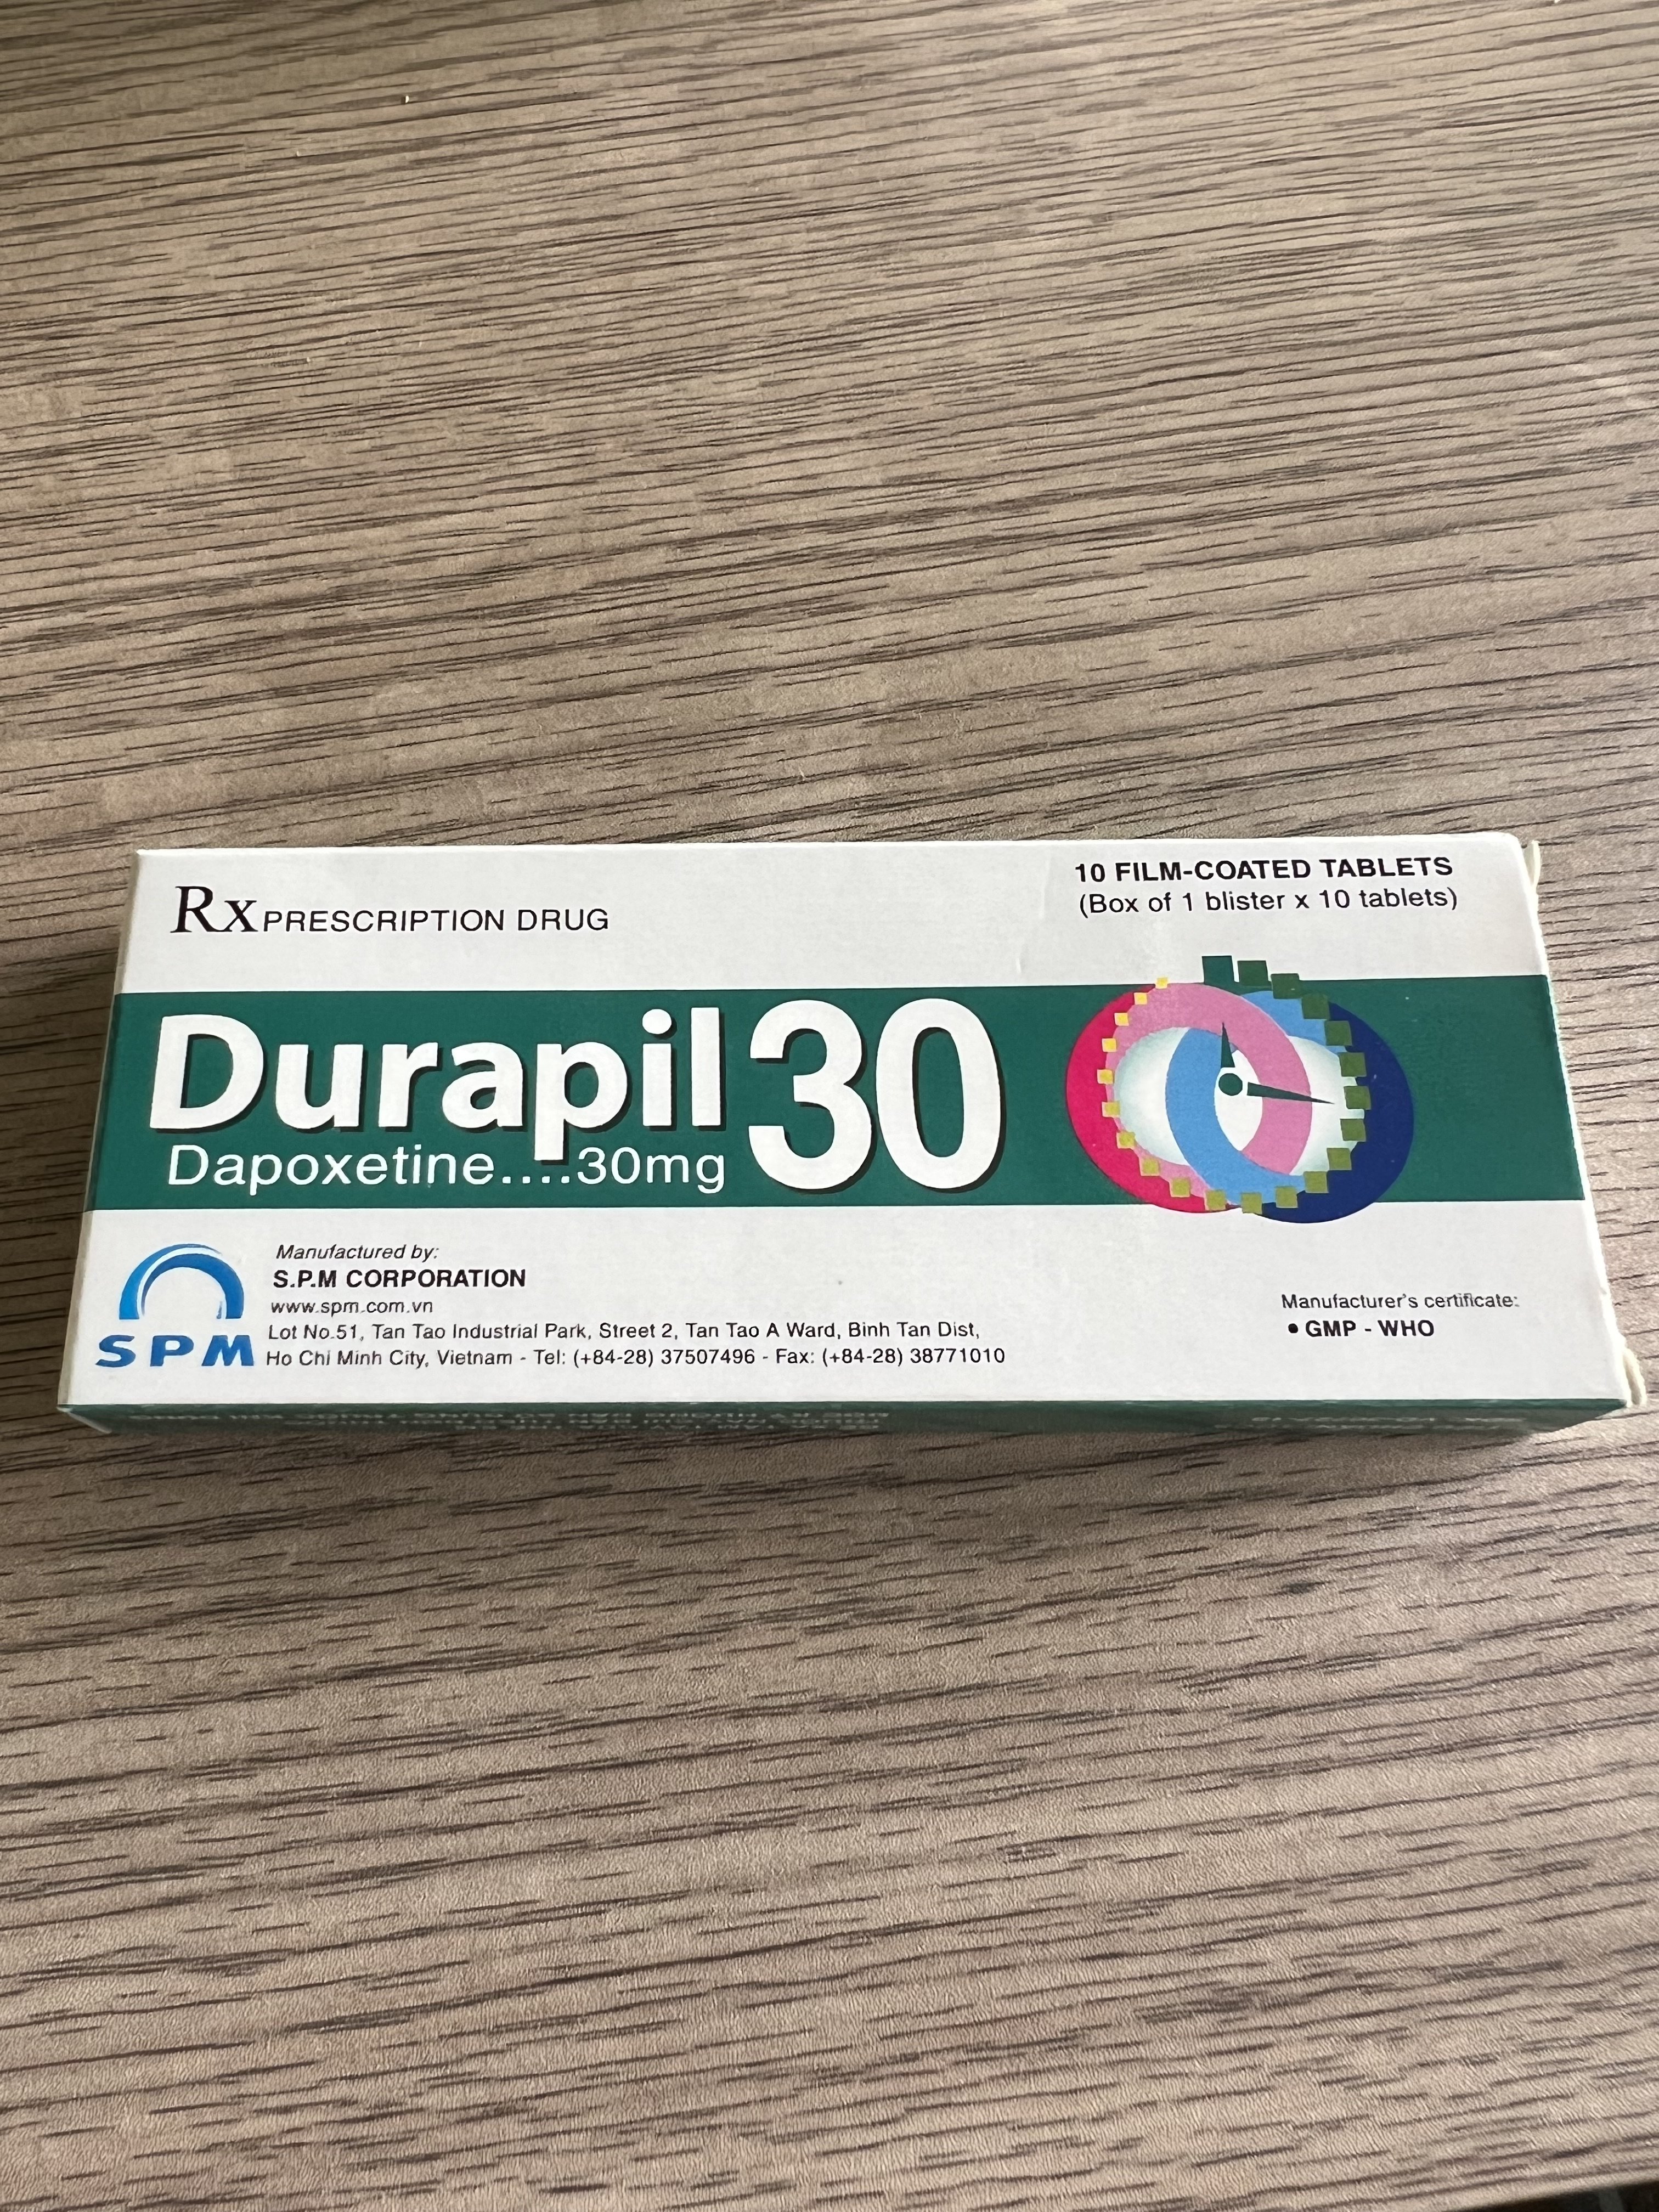 Rx PRESCRIPTION DRUG
10 FILM-COATED TABLETS
(Box of 1 blister x 10 tablets)
Durapil 30
Dapoxetine....30mg
SPM
Manufactured by:
S.P.M CORPORATION
www.spm.com.vn
Lot No.51, Tan Tao Industrial Park, Street 2, Tan Tao A Ward, Binh Tan Dist,
Ho Chi Minh City, Vietnam - Tel: (+84-28) 37507496 - Fax: (+84-28) 38771010
Manufacturer's certificate:
• GMP - WHO